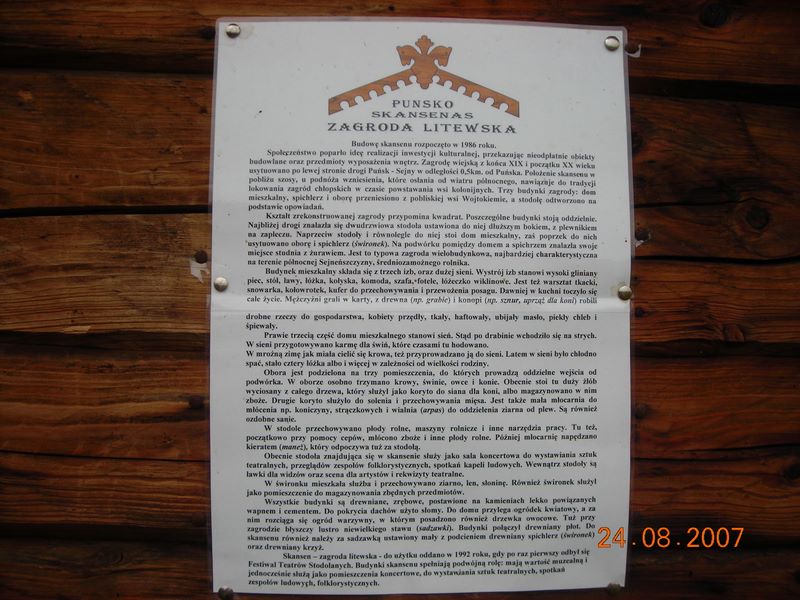 PUNSKO
SKANSENAS
ZAGRODA LITEWSKA
Budowę skansenu rozpoczęto w 1986 roku.
Społeczeństwo poparło ideę realizacji inwestycji kulturalnej, przekazując nieodpłatnie obiekty
budowlane oraz przedmioty wyposażenia wnętrz. Zagrodę wiejską z końca XIX i początku XX wieku
usytuowano po lewej stronie drogi Puńsk - Sejny w odległości 0,5km. od Puńska. Położenie skansenu w
pobliżu szosy, u podnóża wzniesienia, które osłania od wiatru północnego, nawiązuje do tradycji
lokowania zagród chłopskich w czasie powstawania wsi kolonijnych. Trzy budynki zagrody: dom
mieszkalny, spichlerz i oborę przeniesiono z pobliskiej wsi Wojtokiemie, a stodołę odtworzono na
podstawie opowiadań.
Kształt zrekonstruowanej zagrody przypomina kwadrat. Poszczególne budynki stoją oddzielnie.
Najbliżej drogi znalazła się dwudrzwiowa stodoła ustawiona do niej dłuższym bokiem, z plewnikiem
na zapleczu. Naprzeciw stodoły i równolegle do niej stoi dom mieszkalny, zaś poprzek do nich
usytuowano oborę i spichlerz (świronek). Na podwórku pomiędzy domem a spichrzem znalazła swoje
miejsce studnia z żurawiem. Jest to typowa zagroda wielobudynkowa, najbardziej charakterystyczna
na terenie północnej Sejneńszczyzny, średniozamożnego rolnika.
Budynek mieszkalny składa się z trzech izb, oraz dużej sieni. Wystrój izb stanowi wysoki gliniany
piec, stół, ławy, łóżka, kołyska, komoda, szafa, fotele, łóżeczko wiklinowe. Jest też warsztat tkacki,
snowarka, kołowrotek, kufer do przechowywania i przewożenia posagu. Dawniej w kuchni toczyło się
całe życie. Mężczyźni grali w karty, z drewna (np. grabie) i konopi (np. sznur, uprząż dla koni) robili
drobne rzeczy do gospodarstwa, kobiety przędły, tkały, haftowały, ubijały masło, piekły chleb i
śpiewały.
Prawie trzecią część domu mieszkalnego stanowi sień. Stąd po drabinie wchodziło się na strych.
W sieni przygotowywano karmę dla świń, które czasami tu hodowano.
W mroźną zimę jak miała cielić się krowa, też przyprowadzano ją do sieni. Latem w sieni było chłodno
spać, stało cztery łóżka albo i więcej w zależności od wielkości rodziny.
Obora jest podzielona na trzy pomieszczenia, do których prowadzą oddzielne wejścia od
podwórka. W oborze osobno trzymano krowy, świnie, owce i konie. Obecnie stoi tu duży żłób
wyciosany z całego drzewa, który służył jako koryto do siana dla koni, albo magazynowano w nim
zboże. Drugie koryto służyło do solenia i przechowywania mięsa. Jest także mała młocarnia do
młócenia np. koniczyny, strączkowych i wialnia (arpas) do oddzielenia ziarna od plew. Są również
ozdobne sanie.
W stodole przechowywano płody rolne, maszyny rolnicze i inne narzędzia pracy. Tu też,
początkowo przy pomocy cepów, młócono zboże i inne płody rolne. Później młocarnię napędzano
kieratem (maneż), który odpoczywa tuż za stodołą.
Obecnie stodoła znajdująca się w skansenie służy jako sala koncertowa do wystawiania sztuk
teatralnych, przeglądów zespołów folklorystycznych, spotkań kapeli ludowych. Wewnątrz stodoły są
ławki dla widzów oraz scena dla artystów i rekwizyty teatralne.
W świronku mieszkała służba i przechowywano ziarno, len, słoninę. Również świronek służył
jako pomieszczenie do magazynowania zbędnych przedmiotów.
Wszystkie budynki są drewniane, zrębowe, postawione na kamieniach lekko powiązanych
wapnem i cementem. Do pokrycia dachów użyto słomy. Do domu przylega ogródek kwiatowy, a za
nim rozciąga się ogród warzywny, w którym posadzono również drzewka owocowe. Tuż przy
zagrodzie błyszczy lustro niewielkiego stawu (sadzawki). Budynki połączył drewniany płot. Do
skansenu również należy za sadzawką ustawiony mały z podcieniem drewniany spichlerz (świronek)
oraz drewniany krzyż.
Skansen – zagroda litewska - do użytku oddano w 1992 roku, gdy po raz pierwszy odbył się
Festiwal Teatrów Stodolanych. Budynki skansenu spełniają podwójną rolę: mają wartość muzealną i
jednocześnie służą jako pomieszczenia koncertowe, do wystawiania sztuk teatralnych, spotkań
zespołów ludowych, folklorystycznych.
24.08.2007